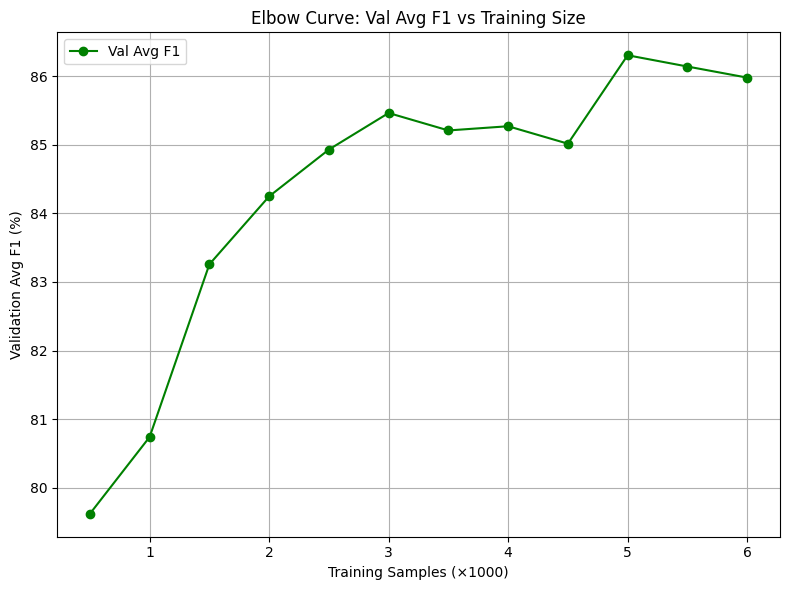 Elbow Curve: Val Avg F1 vs Training Size
Val Avg F1
Validation Avg F1 (%)
86
85
84
83
82
81
80
1 2 3 4 5 6
Training Samples (×1000)